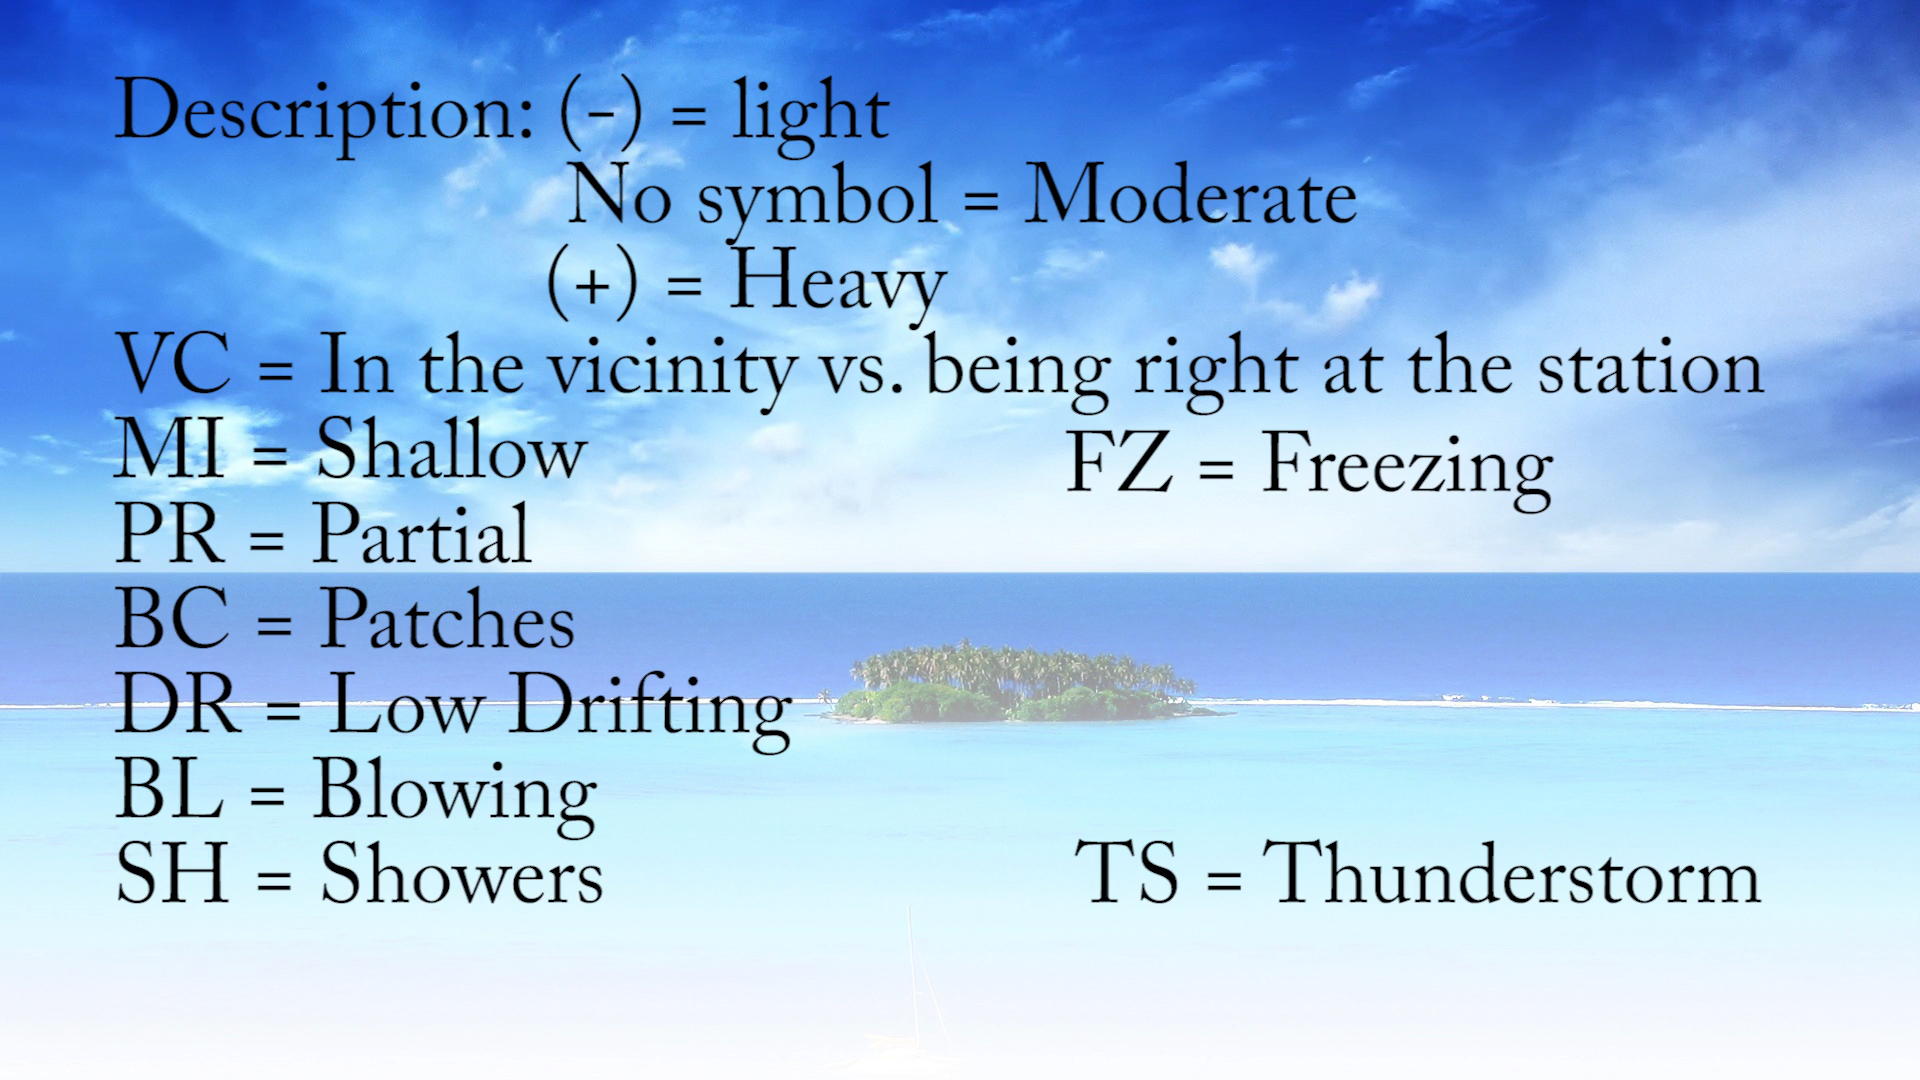 Description: (-) = light
No symbol = Moderate
(+) = Heavy
VC = In the vicinity vs. being right at the station
MI = Shallow
FZ = Freezing
PR = Partial
BC = Patches
DR = Low Drifting
BL = Blowing
SH = Showers
TS = Thunderstorm